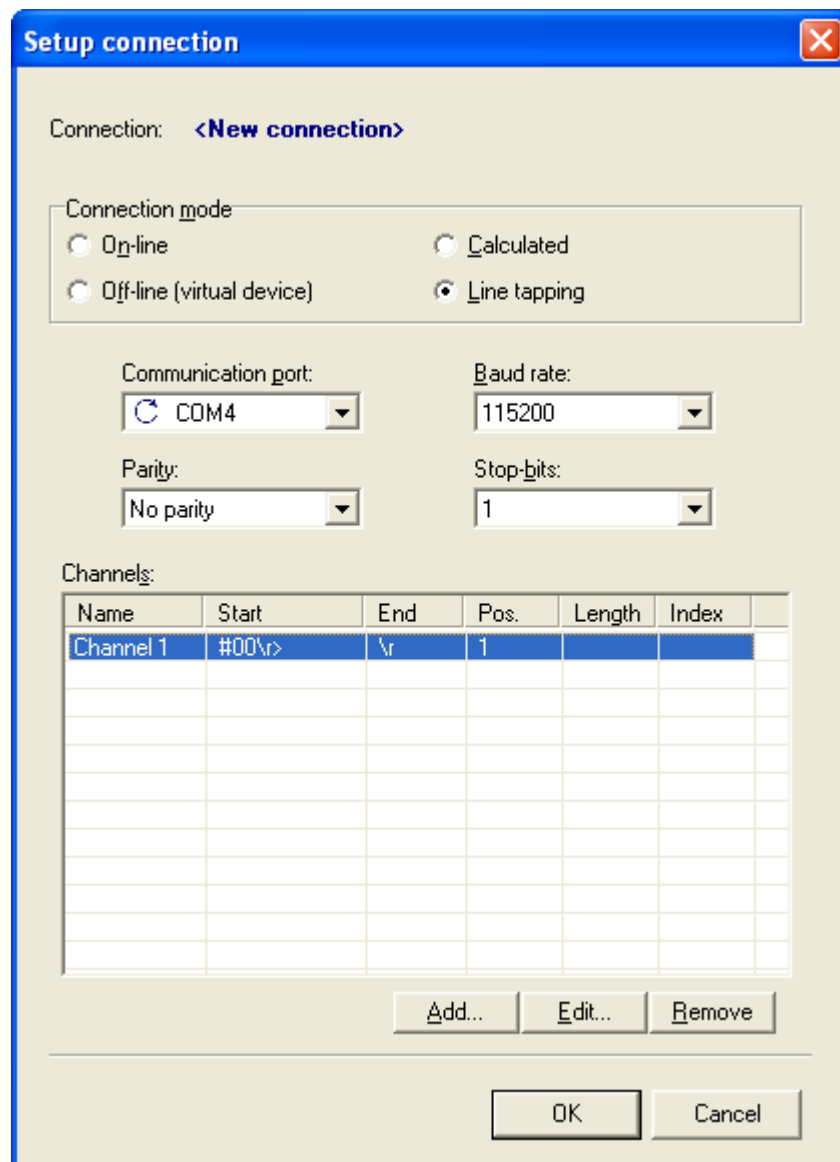 Setup connection
Connection: <New connection>
Connection mode
On-line
Calculated
Off-line (virtual device)
Line tapping
Communication port:
Baud rate:
COM4
115200
Parity:
Stop-bits:
No parity
1
Channels:
Name Start End Pos. Length Index
Channel 1 #00\r> \r 1
Add... Edit... Remove
OK Cancel